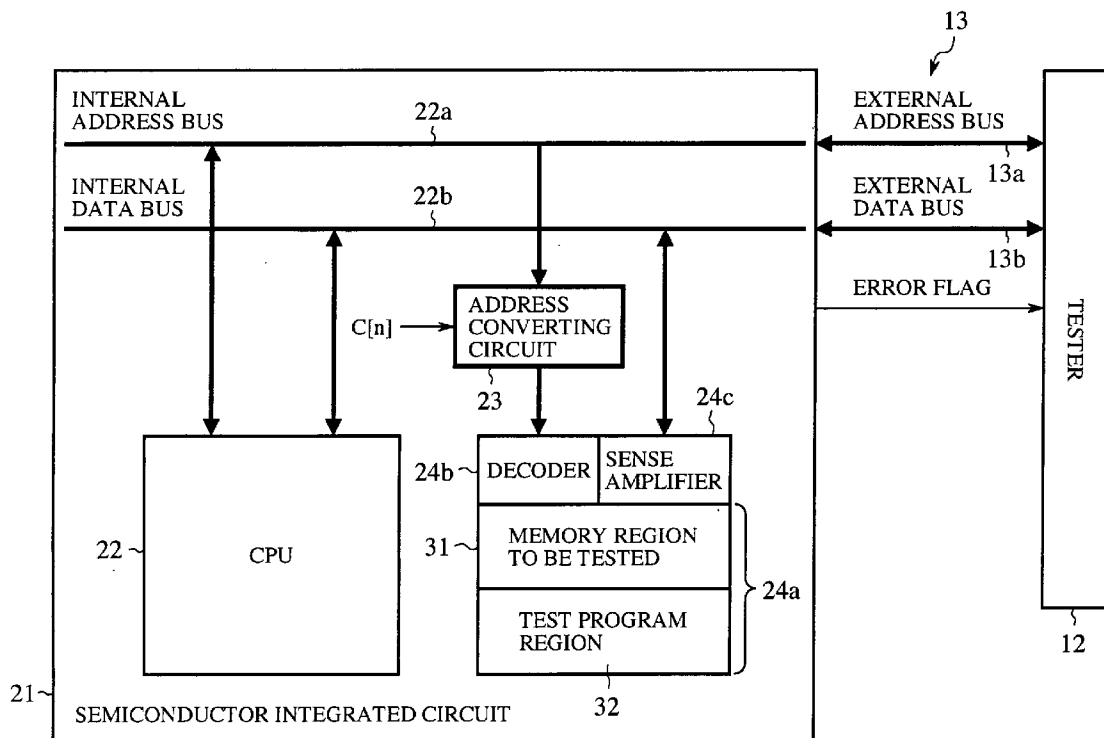 13
INTERNAL
ADDRESS BUS
22a
EXTERNAL
ADDRESS BUS
13a
INTERNAL
DATA BUS
22b
EXTERNAL
DATA BUS
13b
ERROR FLAG
TESTER
12
C[n]
ADDRESS
CONVERTING
CIRCUIT
23
24c
24b
DECODER
SENSE
AMPLIFIER
22
CPU
31
MEMORY REGION
TO BE TESTED
24a
TEST PROGRAM
REGION
32
21
SEMICONDUCTOR INTEGRATED CIRCUIT